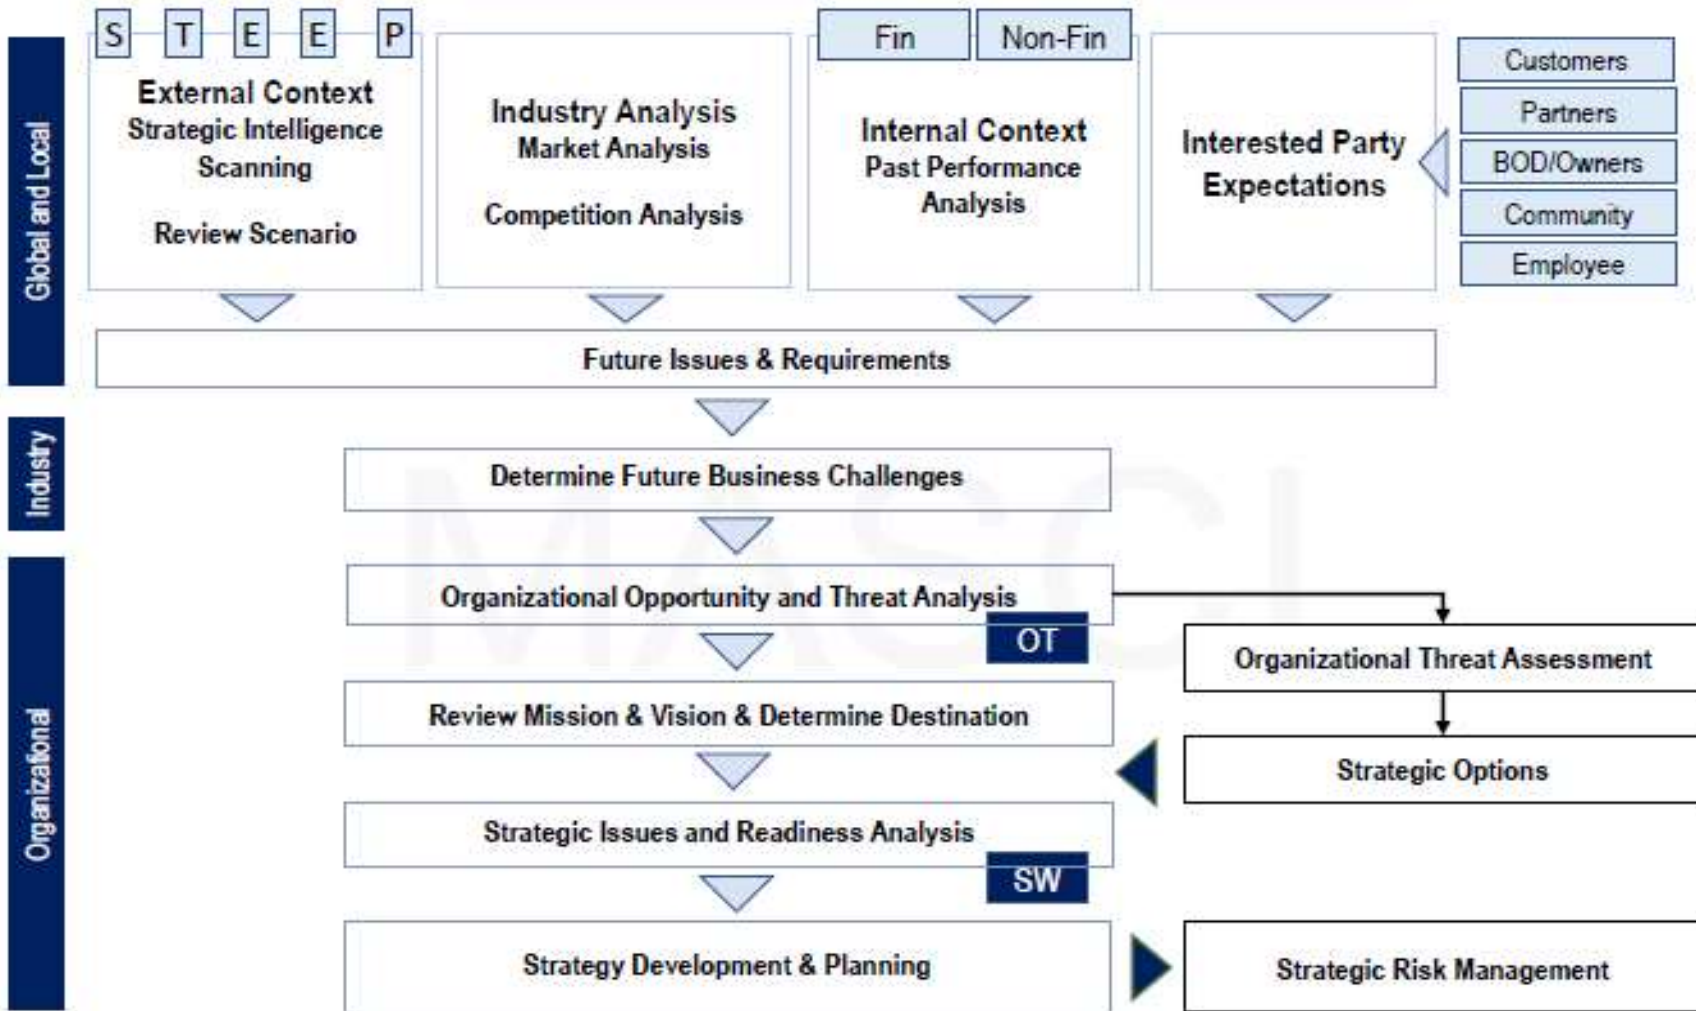 S T E E P
External Context
Strategic Intelligence
Scanning
Review Scenario
Industry Analysis
Market Analysis
Competition Analysis
Fin
Non-Fin
Internal Context
Past Performance
Analysis
Interested Party
Expectations
Customers
Partners
BOD/Owners
Community
Employee
Global and Local
Future Issues & Requirements
Industry
Determine Future Business Challenges
Organizational
Organizational Opportunity and Threat Analysis
OT
Organizational Threat Assessment
Review Mission & Vision & Determine Destination
Strategic Options
Strategic Issues and Readiness Analysis
SW
Strategy Development & Planning
Strategic Risk Management
MASCI